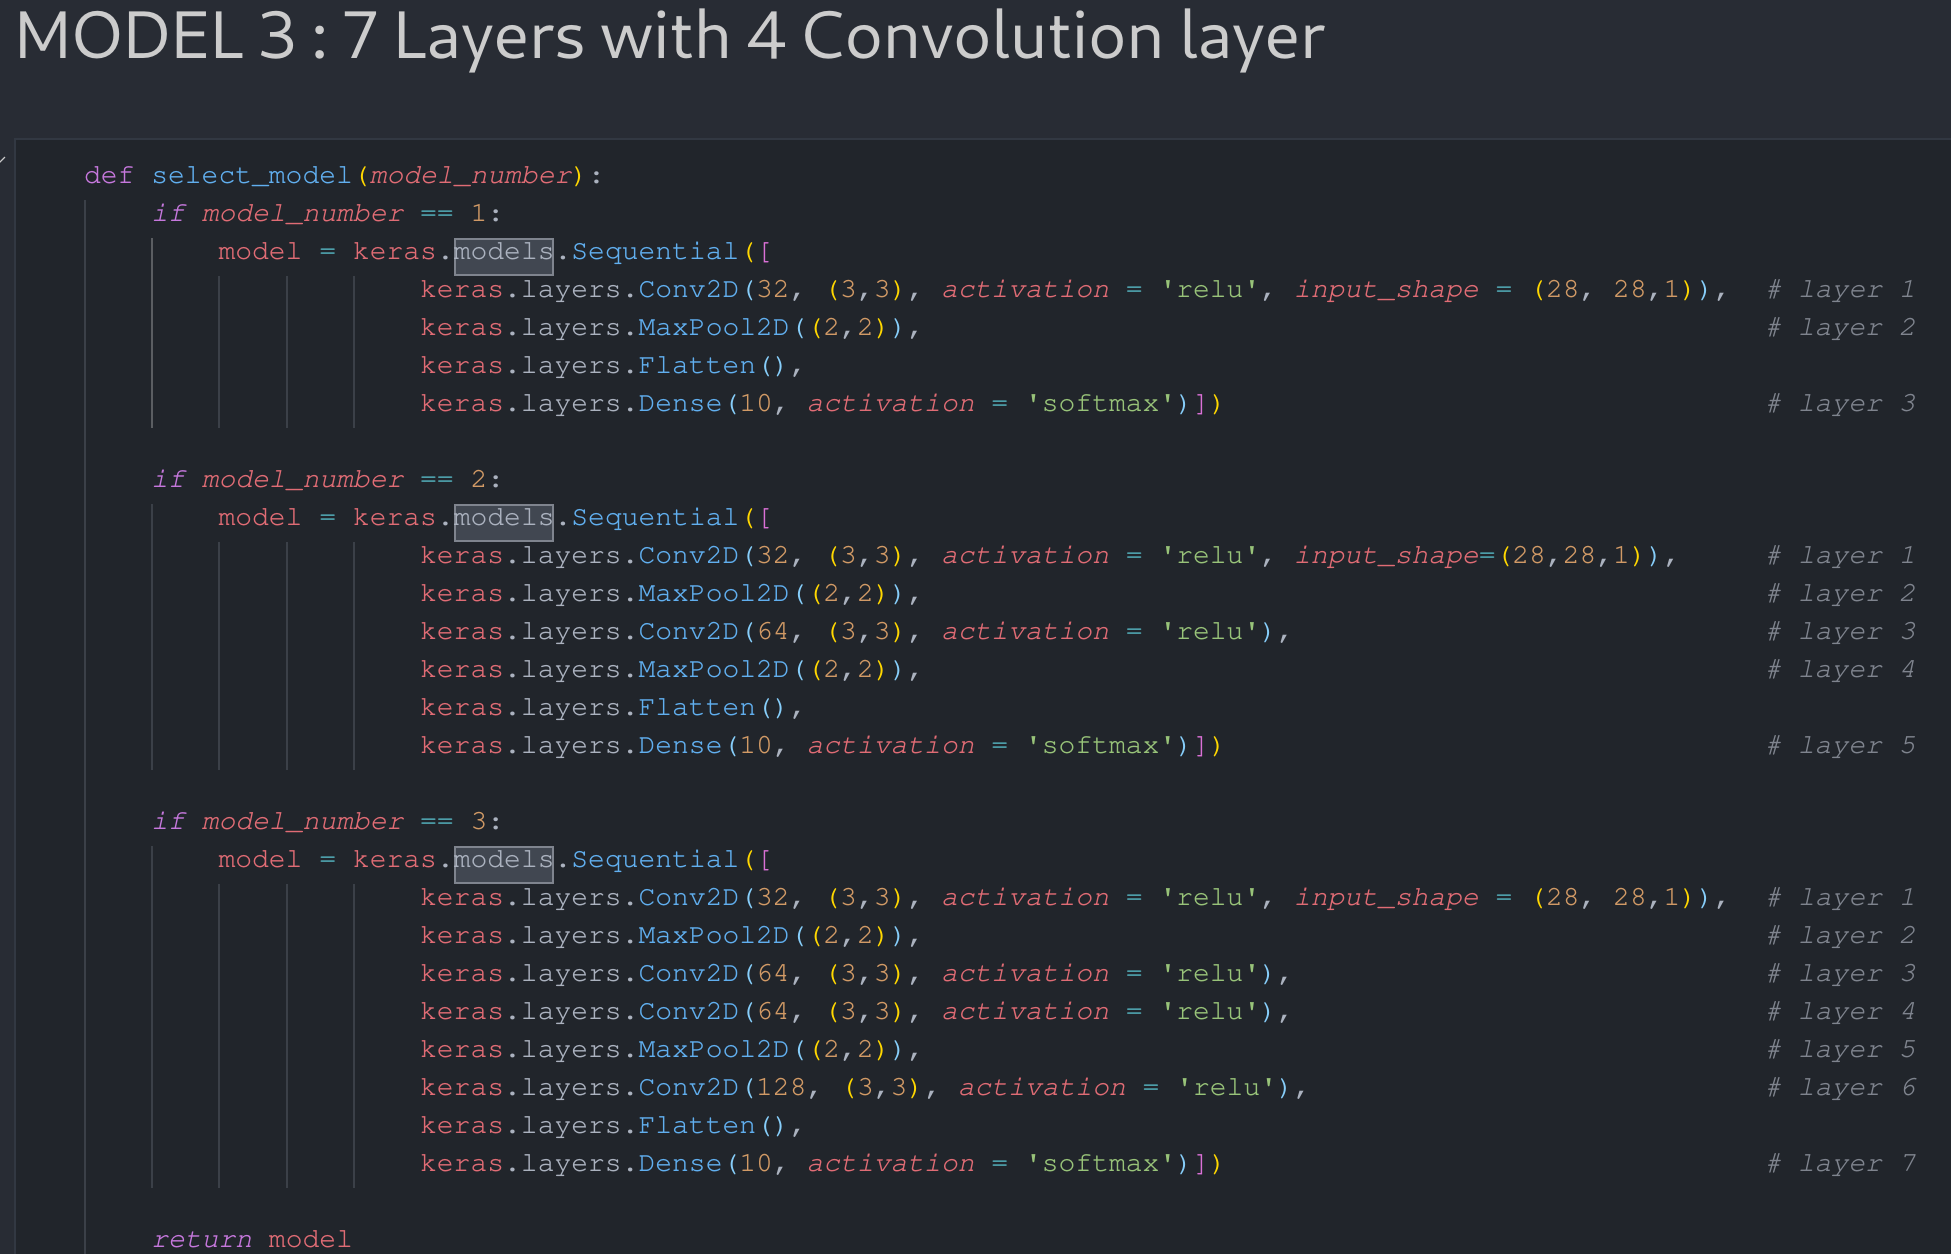 MODEL 3 : 7 Layers with 4 Convolution layer
def select_model(model_number):
if model_number == 1:
model = keras.models.Sequential([
keras.layers.Conv2D(32, (3,3), activation = 'relu', input_shape = (28, 28,1)), # layer 1
keras.layers.MaxPool2D((2,2)), # layer 2
keras.layers.Flatten(),
keras.layers.Dense(10, activation = 'softmax')]) # layer 3
if model_number == 2:
model = keras.models.Sequential([
keras.layers.Conv2D(32, (3,3), activation = 'relu', input_shape=(28,28,1)), # layer 1
keras.layers.MaxPool2D((2,2)), # layer 2
keras.layers.Conv2D(64, (3,3), activation = 'relu'), # layer 3
keras.layers.MaxPool2D((2,2)), # layer 4
keras.layers.Flatten(),
keras.layers.Dense(10, activation = 'softmax')]) # layer 5
if model_number == 3:
model = keras.models.Sequential([
keras.layers.Conv2D(32, (3,3), activation = 'relu', input_shape = (28, 28,1)), # layer 1
keras.layers.MaxPool2D((2,2)), # layer 2
keras.layers.Conv2D(64, (3,3), activation = 'relu'), # layer 3
keras.layers.Conv2D(64, (3,3), activation = 'relu'), # layer 4
keras.layers.MaxPool2D((2,2)), # layer 5
keras.layers.Conv2D(128, (3,3), activation = 'relu'), # layer 6
keras.layers.Flatten(),
keras.layers.Dense(10, activation = 'softmax')]) # layer 7
return model